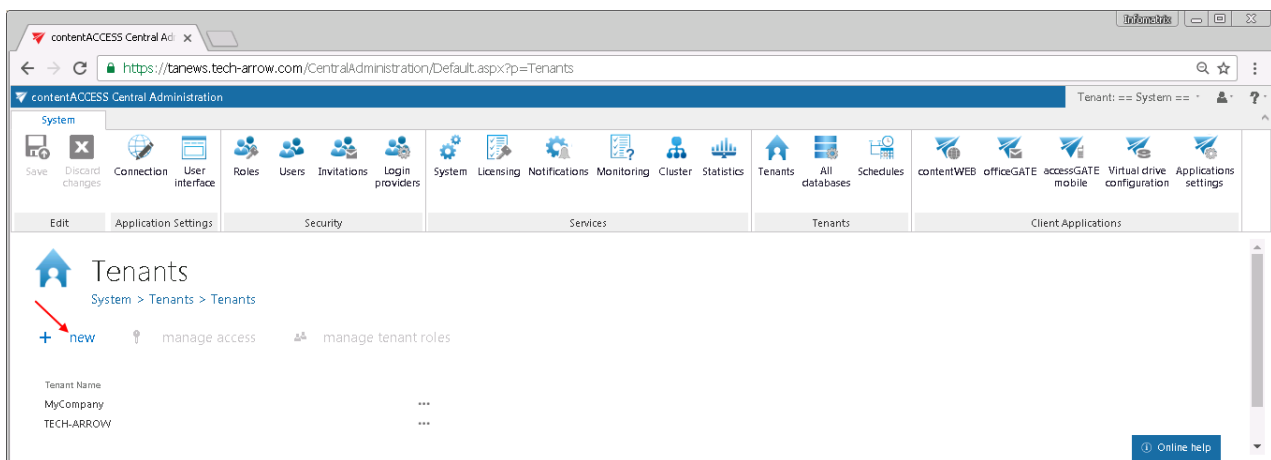 Infomatrix
contentACCESS Central Adr
https://tanews.tech-arrow.com/CentralAdministration/Default.aspx?p=Tenants
contentACCESS Central Administration
Tenant: == System ==
?
System
Save
Discard changes
Connection
User interface
Roles
Users
Invitations
Login providers
System
Licensing
Notifications
Monitoring
Cluster
Statistics
Tenants
All databases
Schedules
contentWEB
officeGATE
accessGATE mobile
Virtual drive configuration
Applications settings
Edit
Application Settings
Security
Services
Tenants
Client Applications
Tenants
System > Tenants > Tenants
+ new
manage access
manage tenant roles
Tenant Name
MyCompany ...
TECH-ARROW ...
Online help